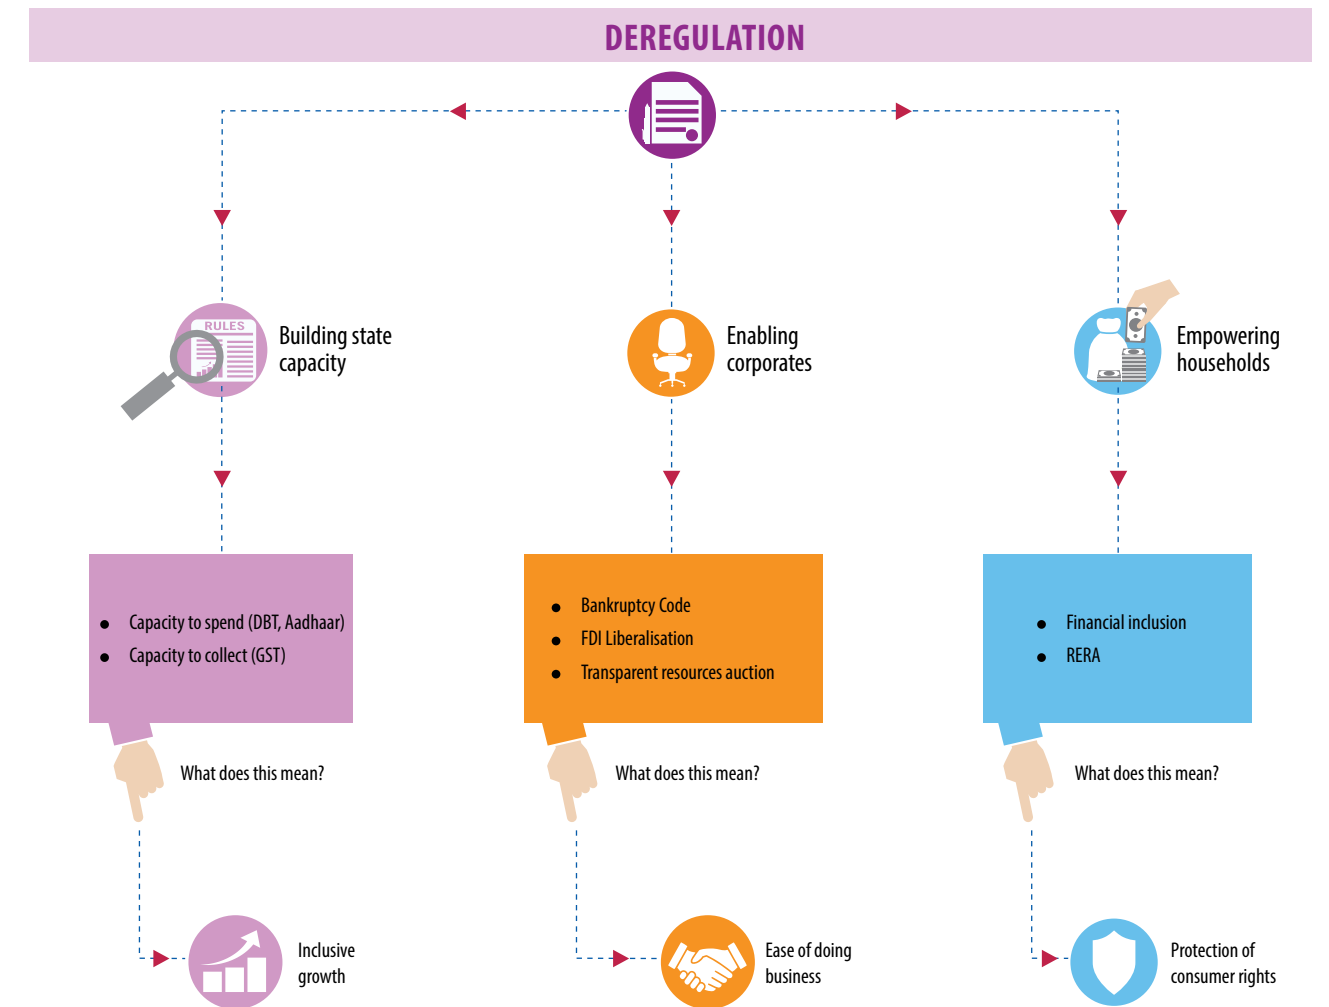 DEREGULATION
RULES
Building state
capacity
Enabling
corporates
Empowering
households
Capacity to spend (DBT, Aadhaar)
Capacity to collect (GST)
Bankruptcy Code
FDI Liberalisation
Transparent resources auction
Financial inclusion
RERA
What does this mean?
What does this mean?
What does this mean?
Inclusive
growth
Ease of doing
business
Protection of
consumer rights